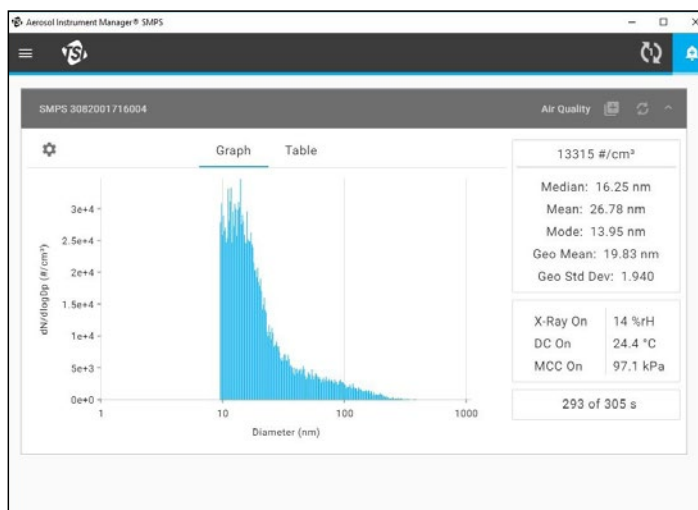 Aerosol Instrument Manager® SMPS
TSI
1
SMPS 3082001716004
Air Quality
Graph
Table
dN/dlogDp (#/cm³)
3e+4
2.5e+4
2e+4
1.5e+4
1e+4
5e+3
0e+0
1
10
100
1000
Diameter (nm)
13315 #/cm³
Median: 16.25 nm
Mean: 26.78 nm
Mode: 13.95 nm
Geo Mean: 19.83 nm
Geo Std Dev: 1.940
X-Ray On 14 %rH
DC On 24.4 °C
MCC On 97.1 kPa
293 of 305 s